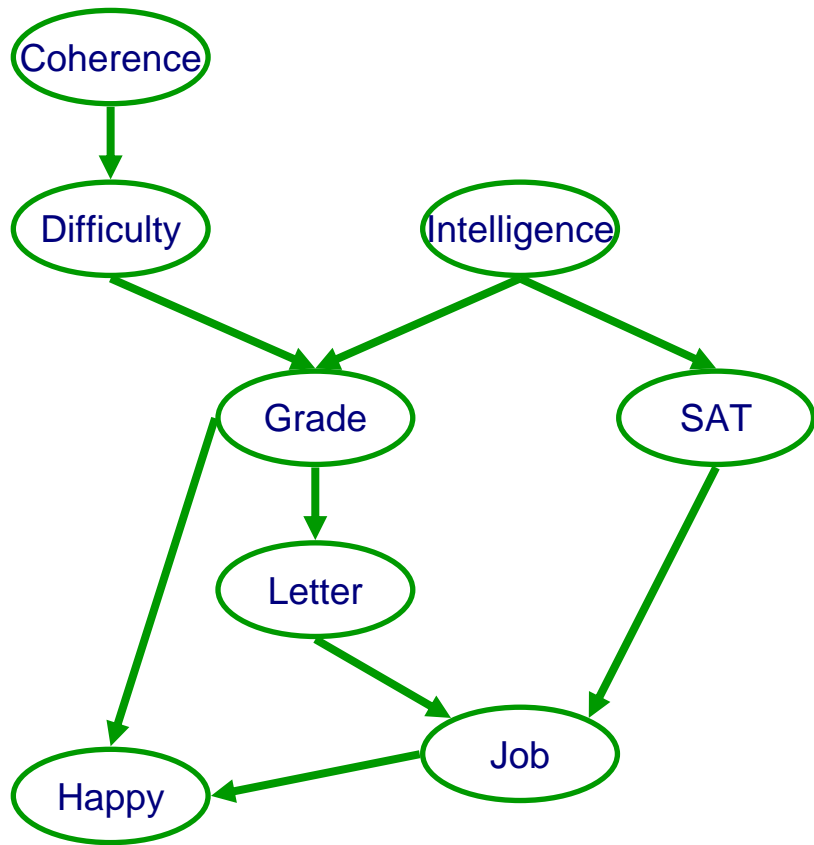 Coherence
Difficulty
Intelligence
Grade
SAT
Letter
Job
Happy